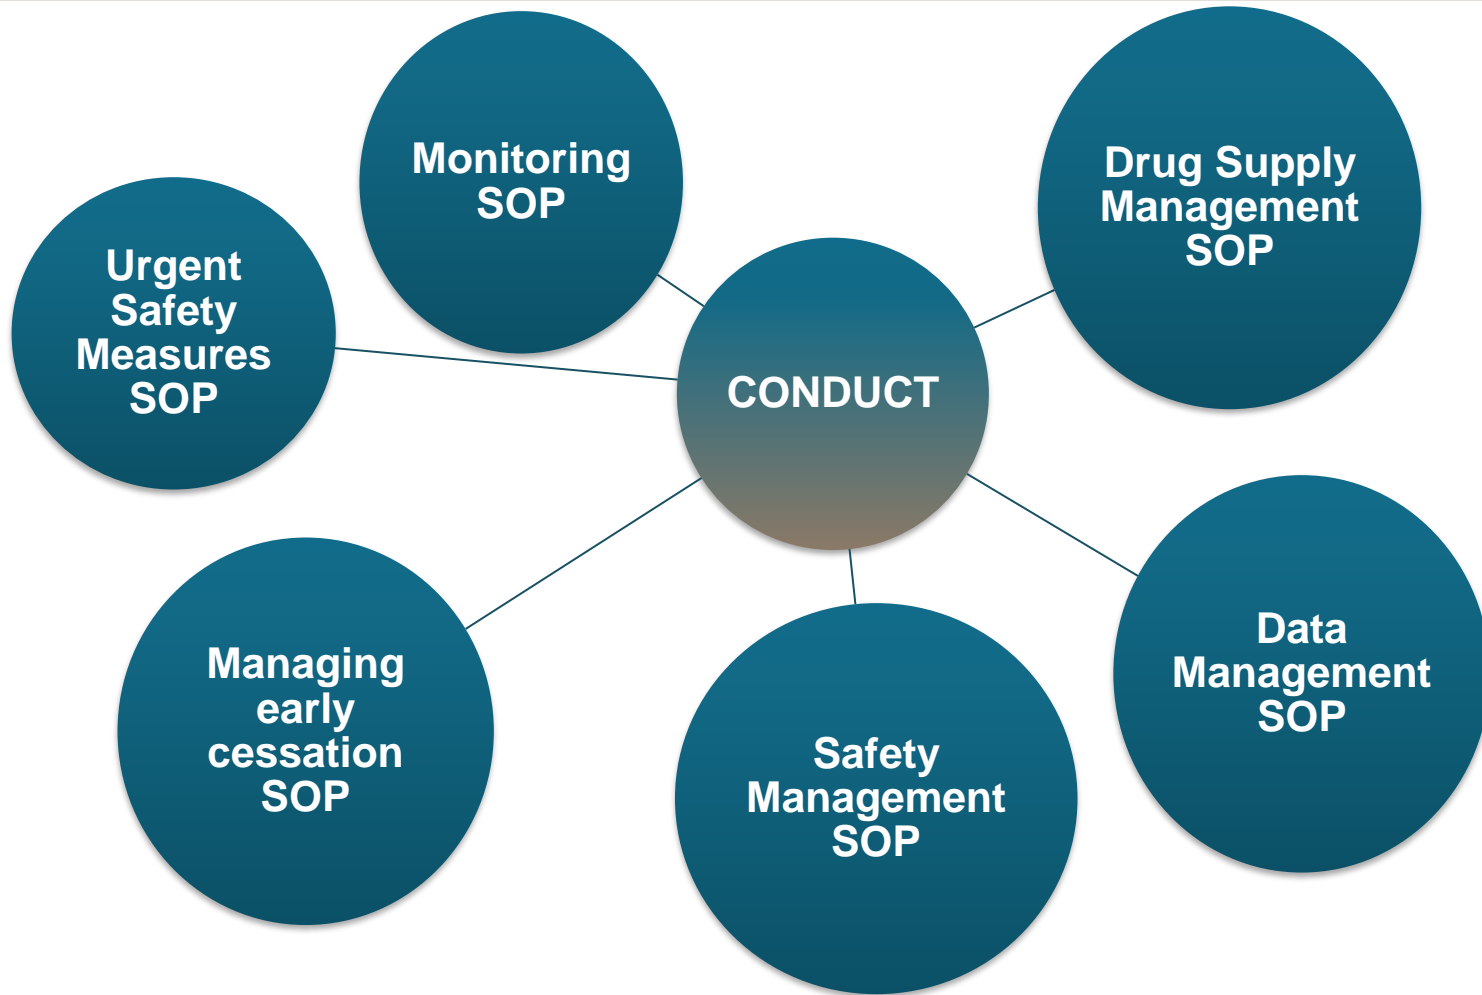 Monitoring
SOP
Drug Supply
Management
SOP
Urgent
Safety
Measures
SOP
CONDUCT
Managing
early
cessation
SOP
Safety
Management
SOP
Data
Management
SOP